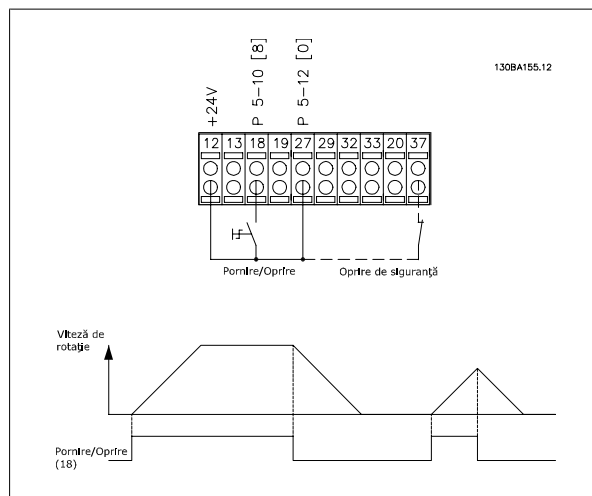 130BA155.12
+24V
P 5-10 [8]
P 5-12 [0]
12 13 18 19 27 29 32 33 20 37
Pornire/Oprire
Oprire de siguranţă
Viteză de
rotaţie
Pornire/Oprire
(18)